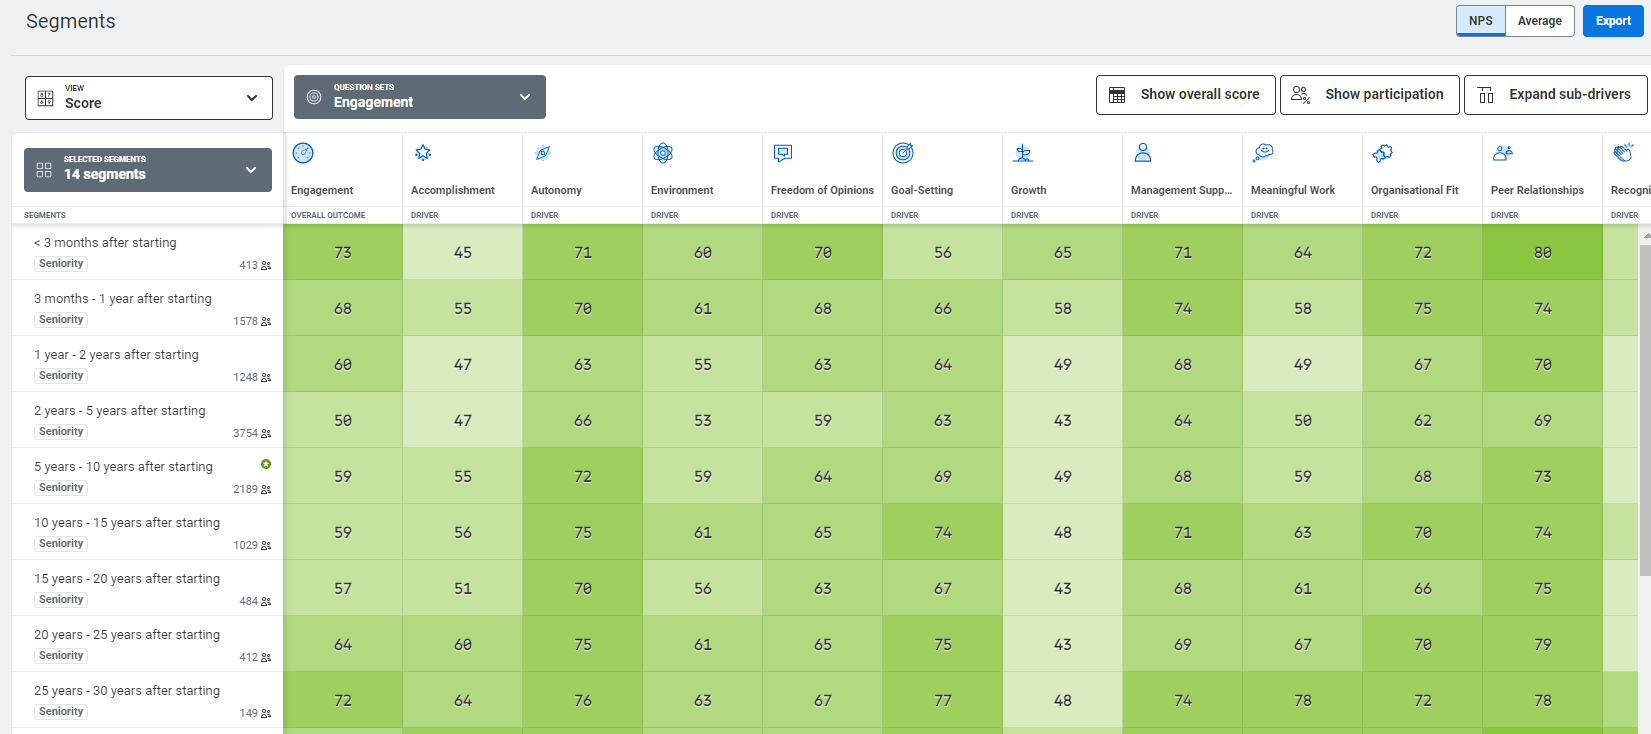 Segments
NPS Average Export
VIEW
Score
QUESTION SETS
Engagement
Show overall score Show participation Expand sub-drivers
SELECTED SEGMENTS
14 segments
Engagement Accomplishment Autonomy Environment Freedom of Opinions Goal-Setting Growth Management Supp... Meaningful Work Organisational Fit Peer Relationships Recogni
SEGMENTS OVERALL OUTCOME DRIVER DRIVER DRIVER DRIVER DRIVER DRIVER DRIVER DRIVER DRIVER DRIVER DRIVER
< 3 months after starting
Seniority 413
73 45 71 60 70 56 65 71 64 72 80
3 months - 1 year after starting
Seniority 1578
68 55 70 61 68 66 58 74 58 75 74
1 year - 2 years after starting
Seniority 1248
60 47 63 55 63 64 49 68 49 67 70
2 years - 5 years after starting
Seniority 3754
50 47 66 53 59 63 43 64 50 62 69
5 years - 10 years after starting
Seniority 2189
59 55 72 59 64 69 49 68 59 68 73
10 years - 15 years after starting
Seniority 1029
59 56 75 61 65 74 48 71 63 70 74
15 years - 20 years after starting
Seniority 484
57 51 70 56 63 67 43 68 61 66 75
20 years - 25 years after starting
Seniority 412
64 60 75 61 65 75 43 69 67 70 79
25 years - 30 years after starting
Seniority 149
72 64 76 63 67 77 48 74 78 72 78